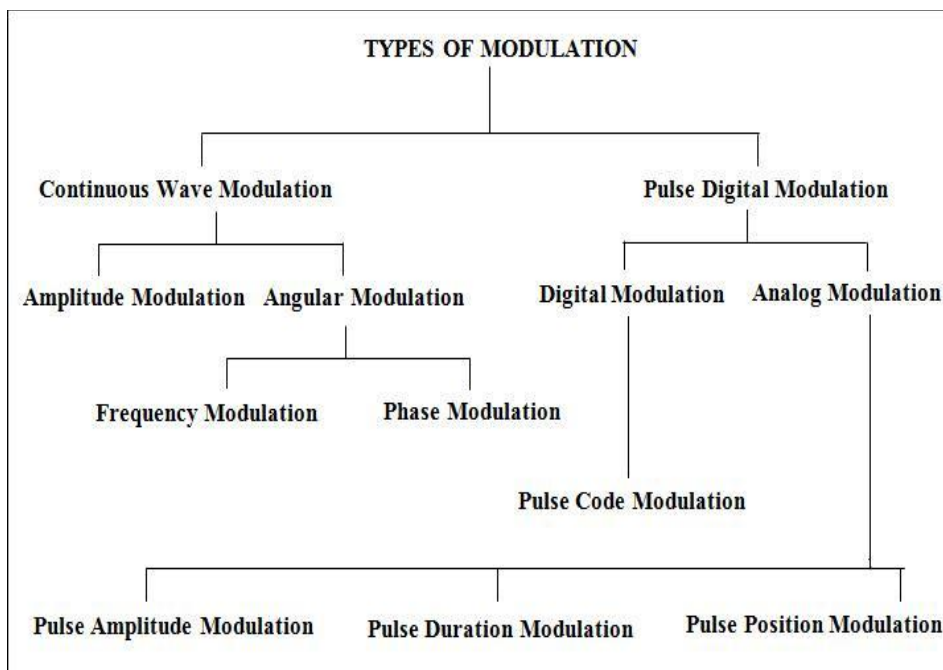 TYPES OF MODULATION
Continuous Wave Modulation
Pulse Digital Modulation
Amplitude Modulation
Angular Modulation
Digital Modulation
Analog Modulation
Frequency Modulation
Phase Modulation
Pulse Code Modulation
Pulse Amplitude Modulation
Pulse Duration Modulation
Pulse Position Modulation